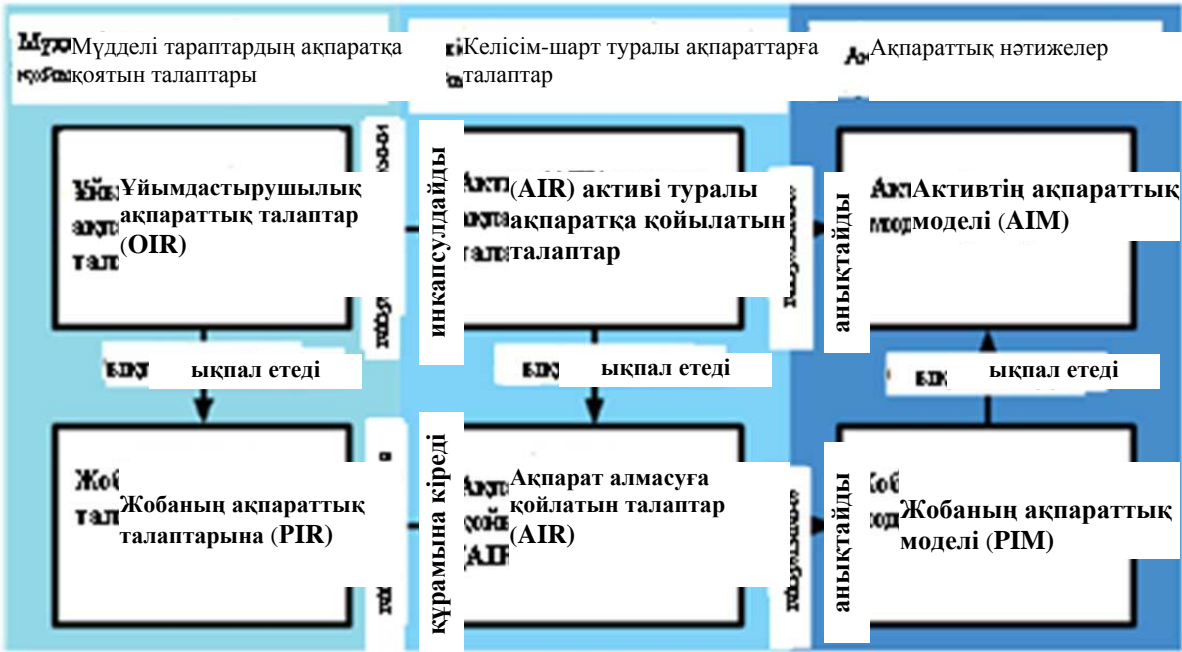 Мүдделі тараптардың ақпаратқа
қоятын талаптары
Келісім-шарт туралы ақпараттарға
талаптар
Ақпараттық нәтижелер
Ұйымдастырушылық
ақпараттық талаптар
(OIR)
инкапсулдайды
(AIR) активі туралы
ақпаратқа қойылатын
талаптар
анықтайды
Активтің ақпараттық
моделі (AIM)
ықпал етеді
ықпал етеді
ықпал етеді
Жобаның ақпараттық
талаптарына (PIR)
құрамына кіреді
Ақпарат алмасуға
қойлатын талаптар
(AIR)
анықтайды
Жобаның ақпараттық
моделі (PIM)